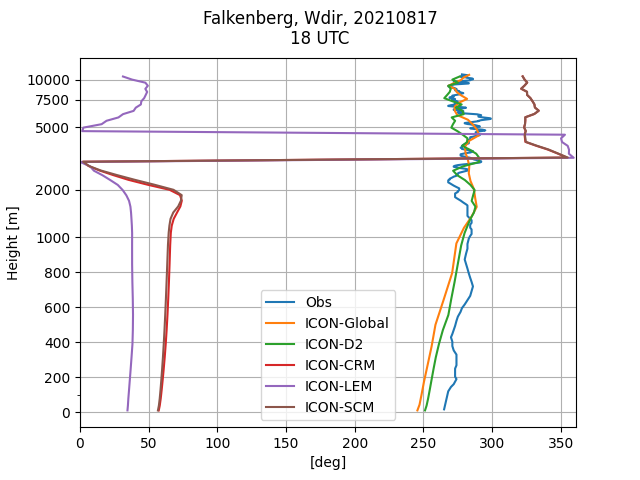 Falkenberg, Wdir, 20210817
18 UTC
Height [m]
10000
7500
5000
2000
1000
800
600
400
200
0
Obs
ICON-Global
ICON-D2
ICON-CRM
ICON-LEM
ICON-SCM
0 50 100 150 200 250 300 350
[deg]